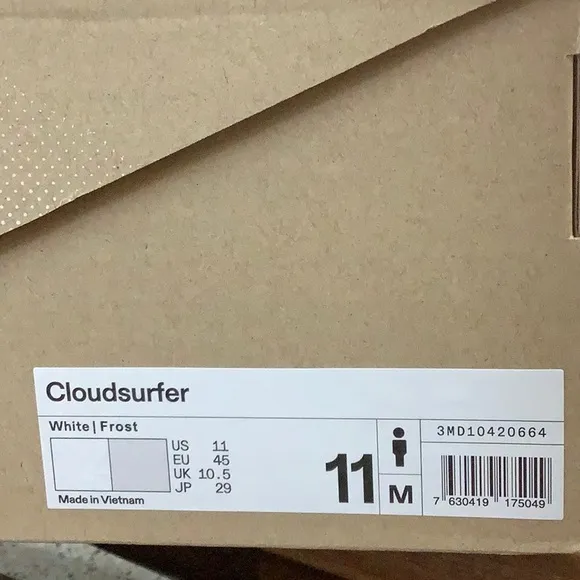 Cloudsurfer
White | Frost
US 11
EU 45
UK 10.5
JP 29
Made in Vietnam
11
M
3MD10420664
7 630419 175049